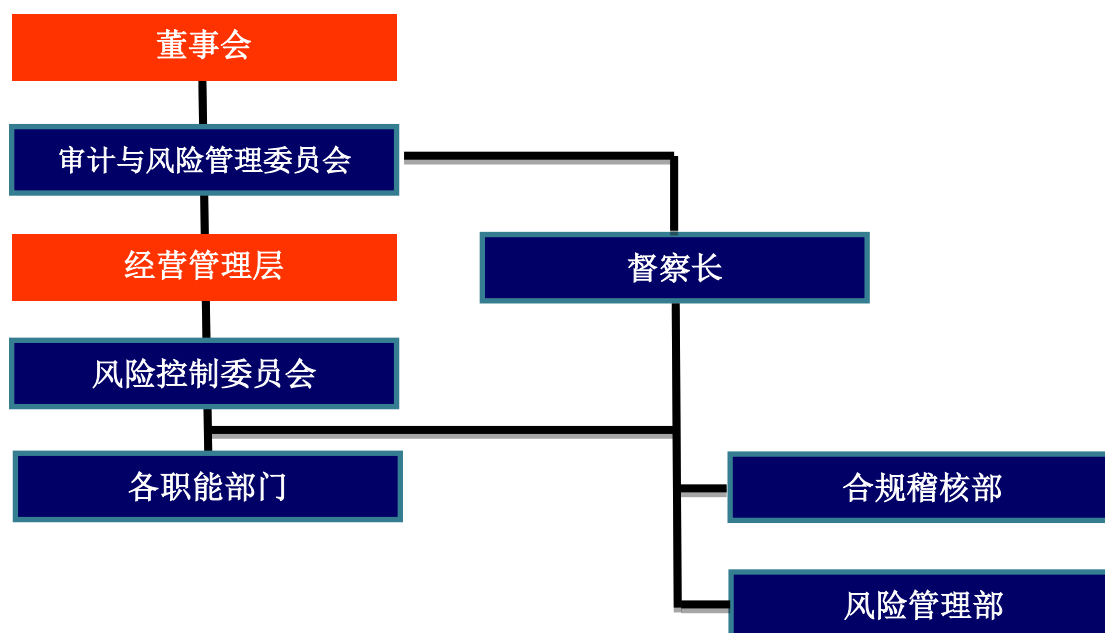 董事会
审计与风险管理委员会
经营管理层
督察长
风险控制委员会
各职能部门
合规稽核部
风险管理部